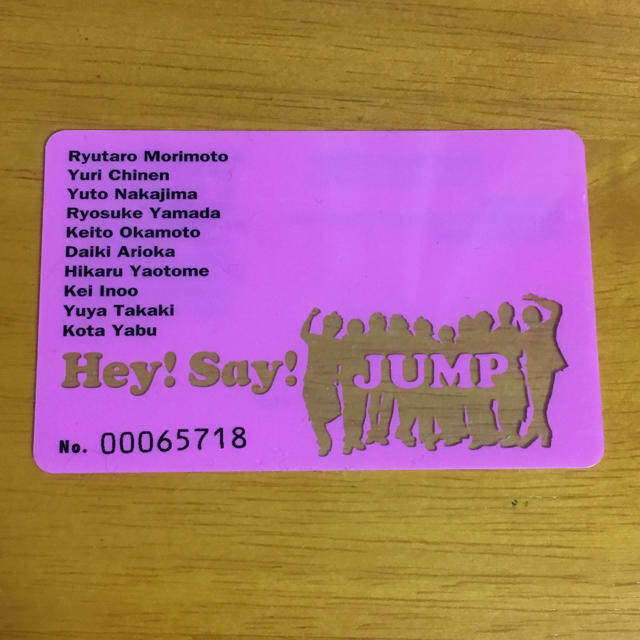 Ryutaro Morimoto
Yuri Chinen
Yuto Nakajima
Ryosuke Yamada
Keito Okamoto
Daiki Arioka
Hikaru Yaotome
Kei Inoo
Yuya Takaki
Kota Yabu
Hey! Say! JUMP
No. 00065718